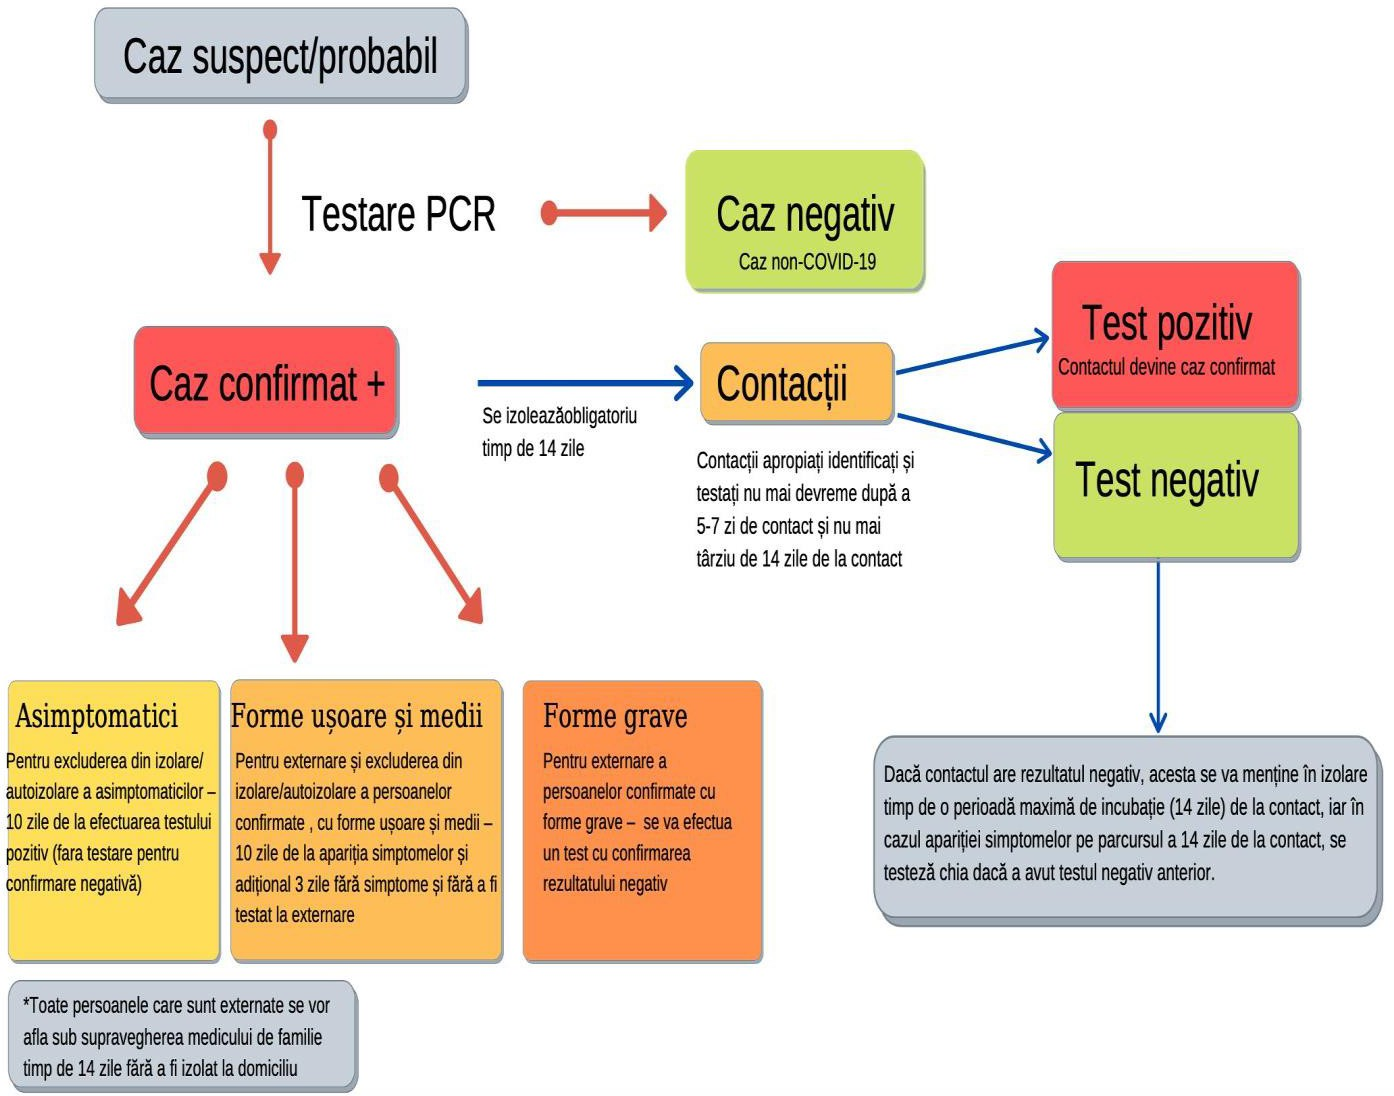 Caz suspect/probabil
Testare PCR
Caz negativ
Caz non-COVID-19
Caz confirmat +
Se izoleazăobligatoriu
timp de 14 zile
Contacții
Contacții apropiați identificați și
testați nu mai devreme după a
5-7 zi de contact și nu mai
târziu de 14 zile de la contact
Test pozitiv
Contactul devine caz confirmat
Test negativ
Asimptomatici
Pentru excluderea din izolare/
autoizolare a asimptomaticilor –
10 zile de la efectuarea testului
pozitiv (fara testare pentru
confirmare negativă)
Forme ușoare și medii
Pentru externare și excluderea din
izolare/autoizolare a persoanelor
confirmate , cu forme ușoare și medii –
10 zile de la apariția simptomelor și
adițional 3 zile fără simptome și fără a fi
testat la externare
Forme grave
Pentru externare a
persoanelor confirmate cu
forme grave – se va efectua
un test cu confirmarea
rezultatului negativ
Dacă contactul are rezultatul negativ, acesta se va menține în izolare
timp de o perioadă maximă de incubație (14 zile) de la contact, iar în
cazul apariției simptomelor pe parcursul a 14 zile de la contact, se
testeză chia dacă a avut testul negativ anterior.
*Toate persoanele care sunt externate se vor
afla sub supravegherea medicului de familie
timp de 14 zile fără a fi izolat la domiciliu